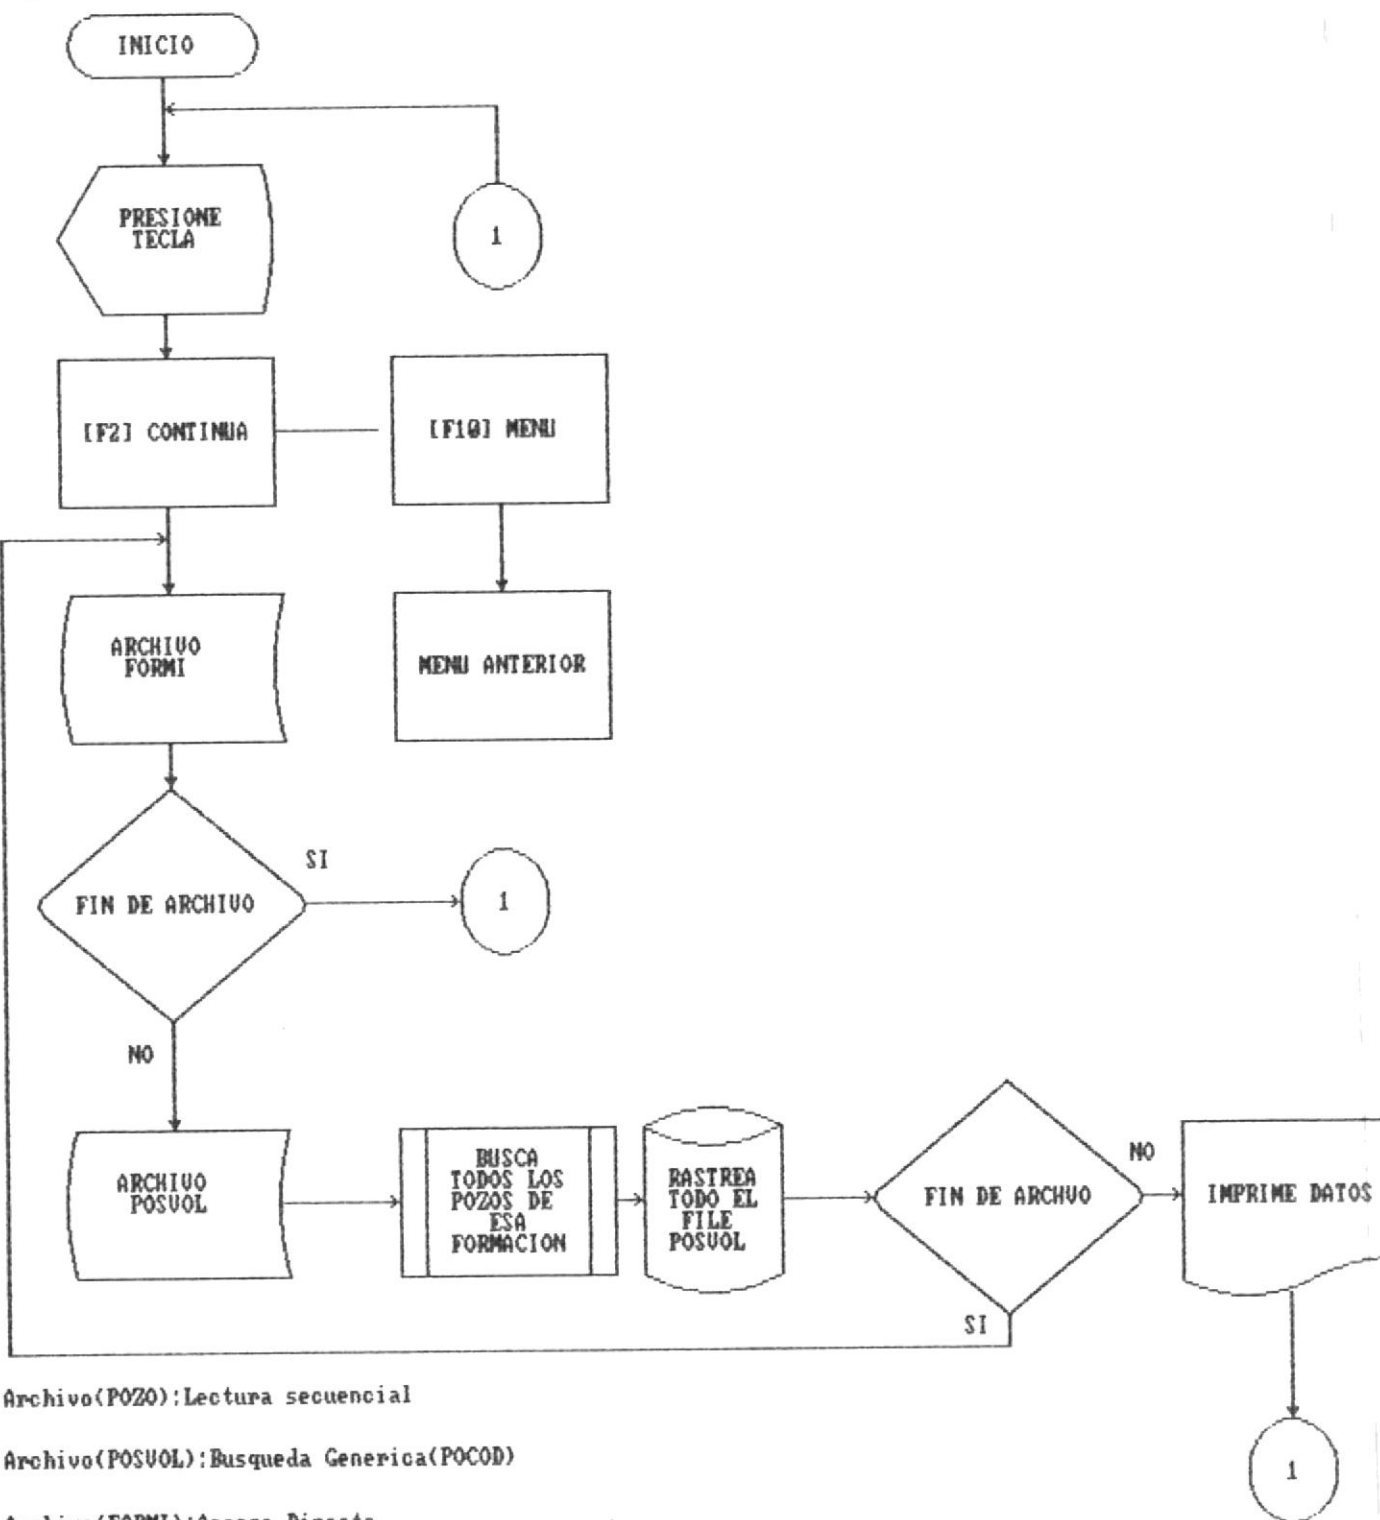 INICIO
PRESIONE
TECLA
1
[F2] CONTINUA
[F10] MENU
ARCHIVO
FORMI
MENU ANTERIOR
SI
FIN DE ARCHIVO
1
NO
ARCHIVO
POSVOL
BUSCA
TODOS LOS
POZOS DE
ESA
FORMACION
RASTREA
TODO EL
FILE
POSVOL
FIN DE ARCHVO
NO
IMPRIME DATOS
SI
1
Archivo(POZO):Lectura secuencial
Archivo(POSVOL):Busqueda Generica(POCOD)